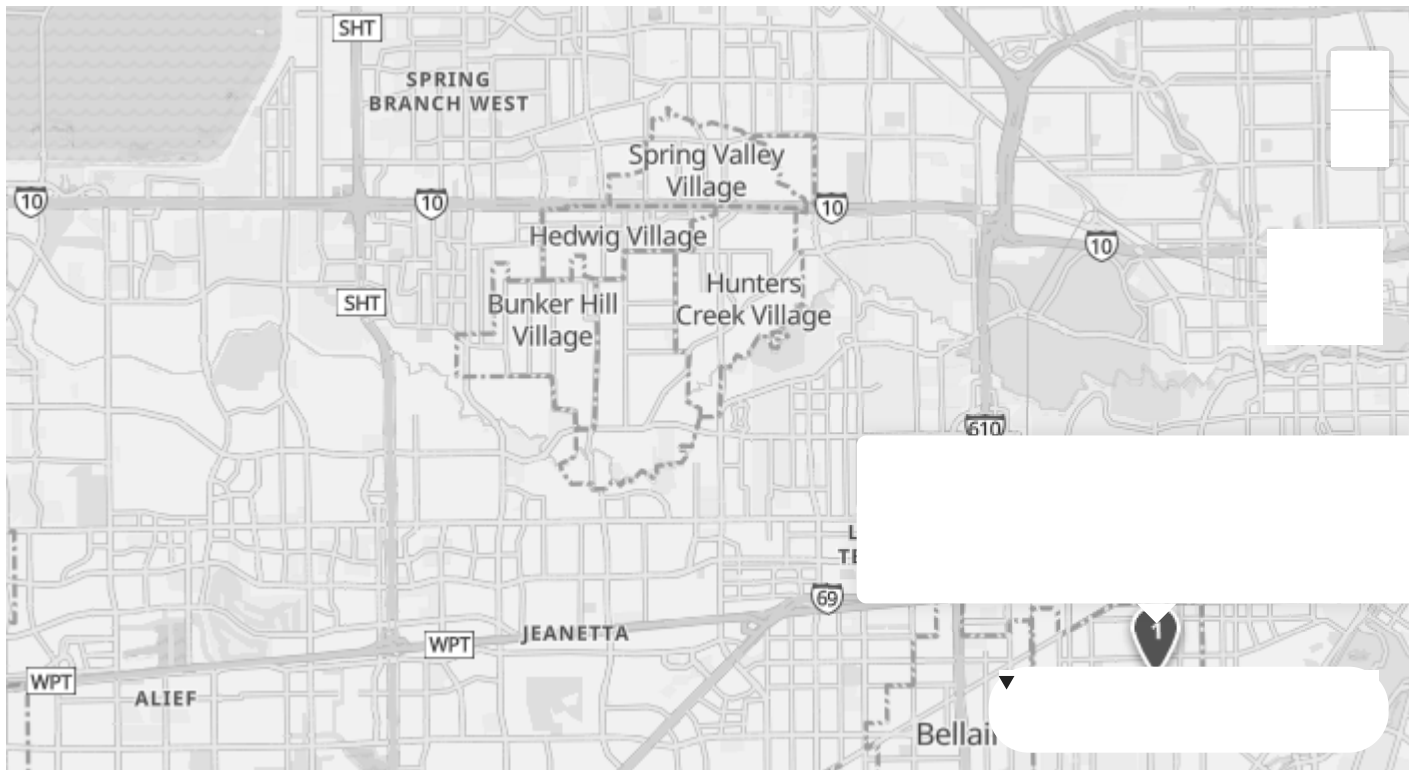 SHT
SPRING
BRANCH WEST
Spring Valley
Village
10
10
10
Hedwig Village
10
SHT
Bunker Hill
Village
Hunters
Creek Village
610
69
1
JEANETTA
WPT
WPT
ALIEF